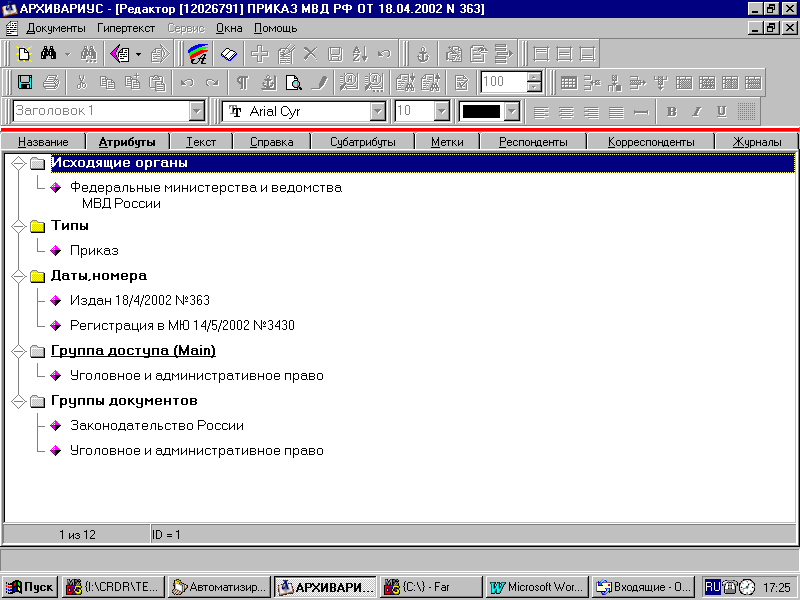 АРХИВАРИУС - [Редактор [12026791] ПРИКАЗ МВД РФ ОТ 18.04.2002 N 363]
Документы Гипертекст Сервис Окна Помощь
100
Заголовок 1 Arial Cyr 10
Название Атрибуты Текст Справка Субатрибуты Метки Респонденты Корреспонденты Журналы
Исходящие органы
Федеральные министерства и ведомства
МВД России
Типы
Приказ
Даты,номера
Издан 18/4/2002 №363
Регистрация в МЮ 14/5/2002 №3430
Группа доступа (Main)
Уголовное и административное право
Группы документов
Законодательство России
Уголовное и административное право
1 из 12 ID = 1
Пуск {I:\CRDR\TE... Автоматизир... АРХИВАРИ... {C:\} - Far Microsoft Wor... Входящие - O... RU 17:25